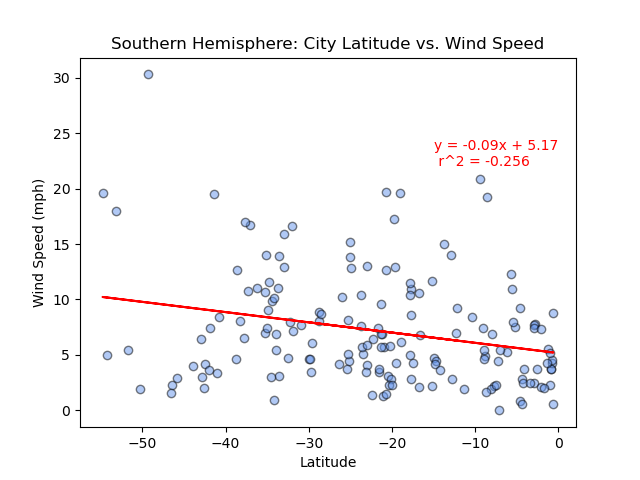 Southern Hemisphere: City Latitude vs. Wind Speed
30
25
20
15
10
5
0
Wind Speed (mph)
y = -0.09x + 5.17
r^2 = -0.256
−50
−40
−30
−20
−10
0
Latitude